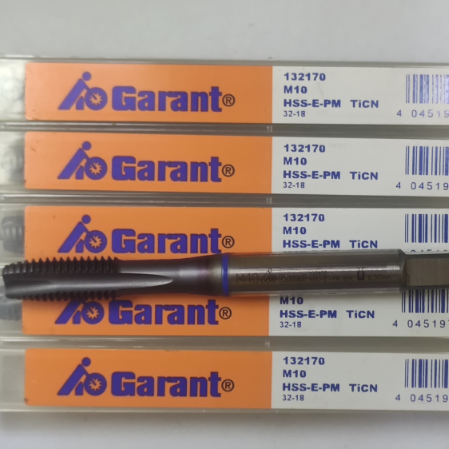 Garant®
132170
M10
HSS-E-PM TiCN
32-18
4 04519
Garant®
132170
M10
HSS-E-PM TiCN
32-18
4 04519
Garant®
132170
M10
HSS-E-PM TiCN
Garant®
M10
HSS-E-PM TiCN
32-18
4 04519
Garant®
132170
M10
HSS-E-PM TiCN
32-18
4 04519